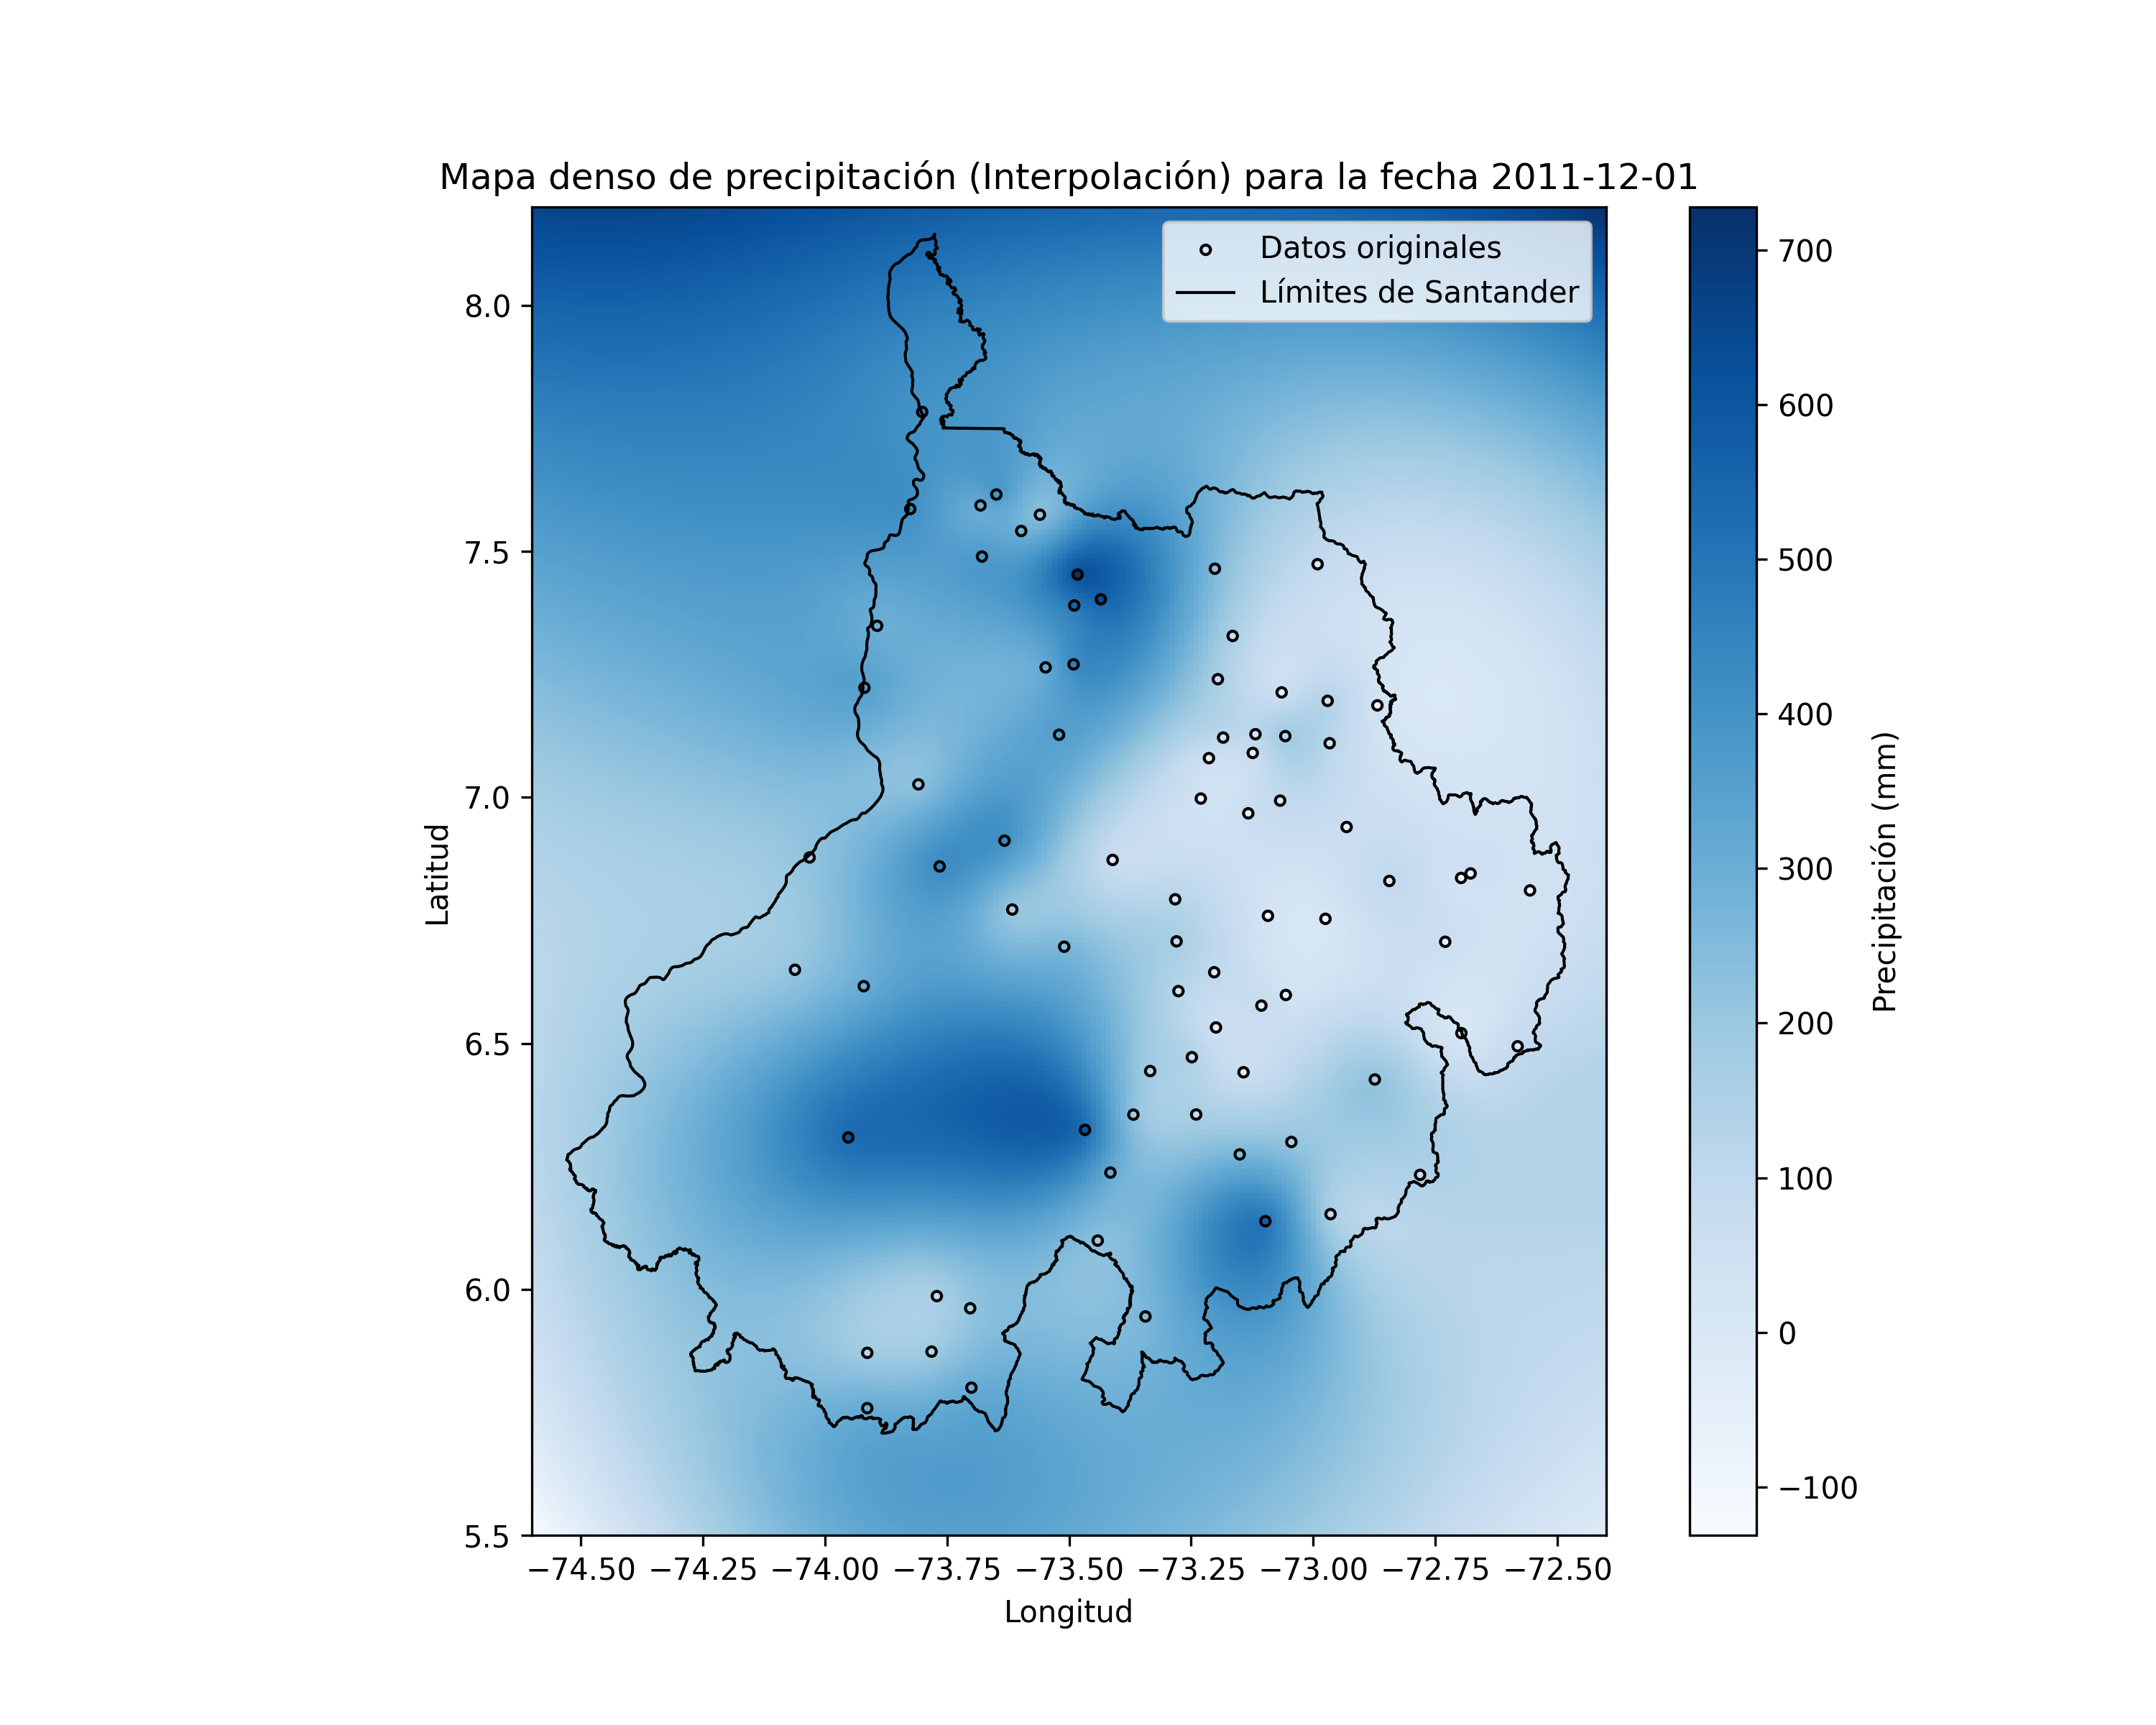 Mapa denso de precipitación (Interpolación) para la fecha 2011-12-01
Datos originales
Límites de Santander
8.0
7.5
7.0
6.5
6.0
5.5
Latitud
−74.50 −74.25 −74.00 −73.75 −73.50 −73.25 −73.00 −72.75 −72.50
Longitud
700
600
500
400
300
200
100
0
−100
Precipitación (mm)